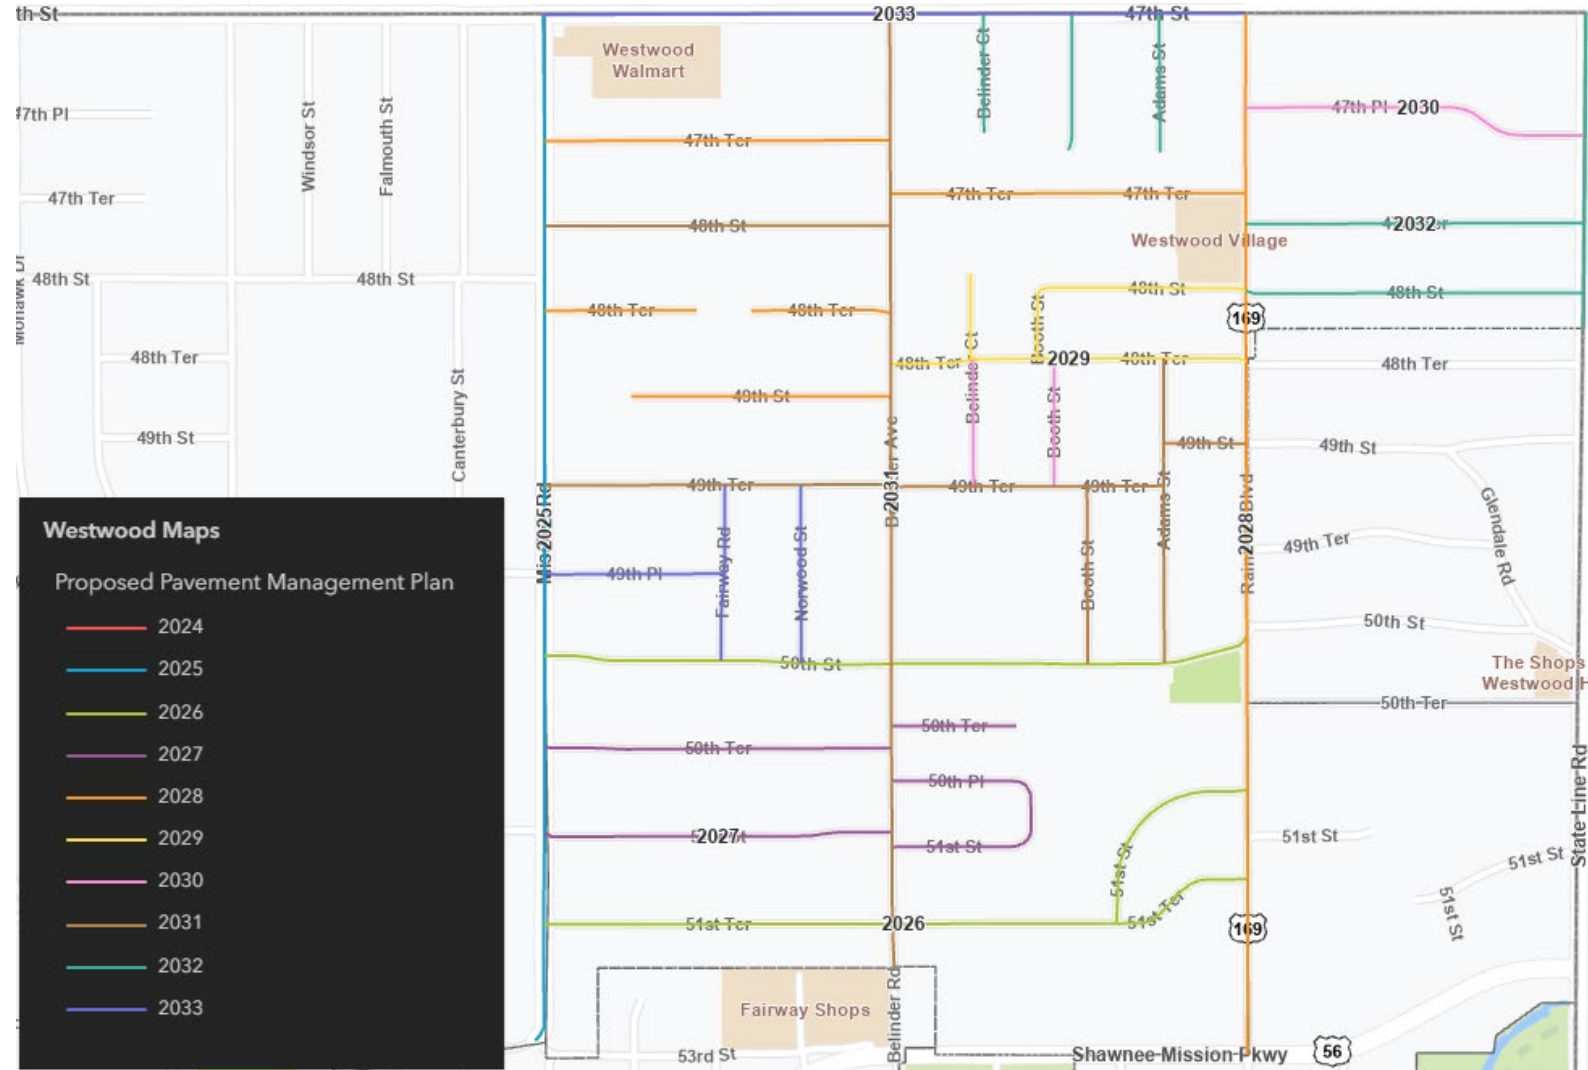 th St
2033
47th St
Westwood
Walmart
Belinder Ct
Adams St
47th Pl
Windsor St
Falmouth St
47th Pl
2030
47th Ter
47th Ter
47th Ter
47th Ter
48th St
2032
Westwood Village
Mohawk Dr
48th St
48th St
48th St
48th St
48th Ter
48th Ter
Booth St
169
48th Ter
Belinder Ct
48th Ter
2029
48th Ter
48th Ter
Canterbury St
49th St
Booth St
49th St
49th St
49th St
49th Ter
2031
49th Ter
49th Ter
Adams St
Glendale Rd
2025
Rd
2028
Blvd
49th Ter
Fairway Rd
Norwood St
Booth St
49th Pl
50th St
50th St
The Shops
Westwood H
50th Ter
50th Ter
50th Ter
50th Pl
State Line Rd
2027
51st St
51st St
51st St
51st St
51st Ter
2026
51st Ter
51st St
169
Fairway Shops
Belinder Rd
53rd St
Shawnee Mission Pkwy
56
Westwood Maps
Proposed Pavement Management Plan
2024
2025
2026
2027
2028
2029
2030
2031
2032
2033